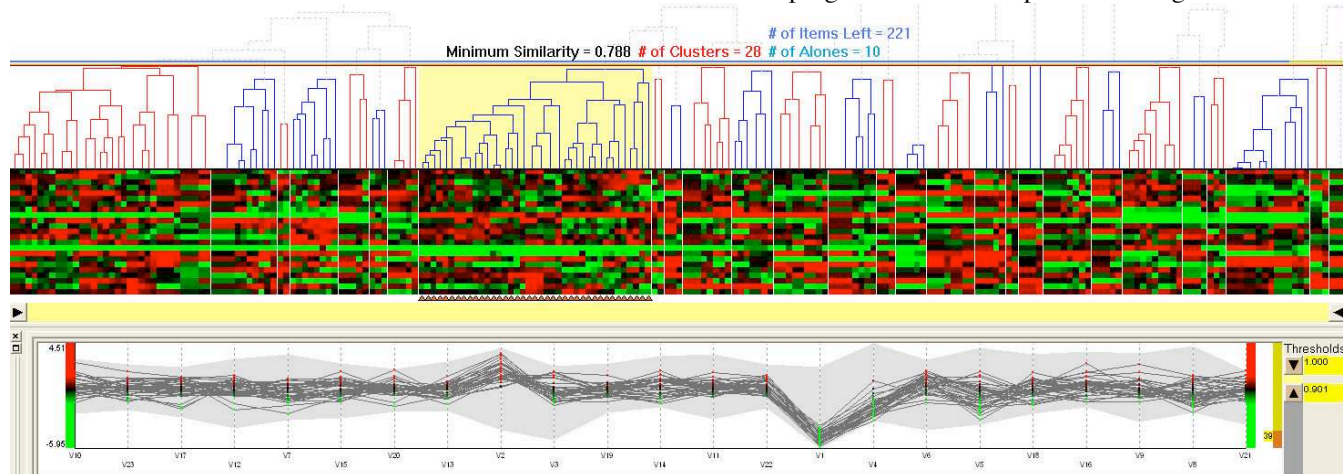 # of Items Left = 221
Minimum Similarity = 0.788 # of Clusters = 28 # of Alones = 10
4.51
Thresholds
1.000
0.901
-5.95
39
V10 V17 V7 V20 V2 V19 V11 V1 V6 V18 V9 V21
V23 V12 V15 V13 V3 V14 V22 V4 V5 V16 V8